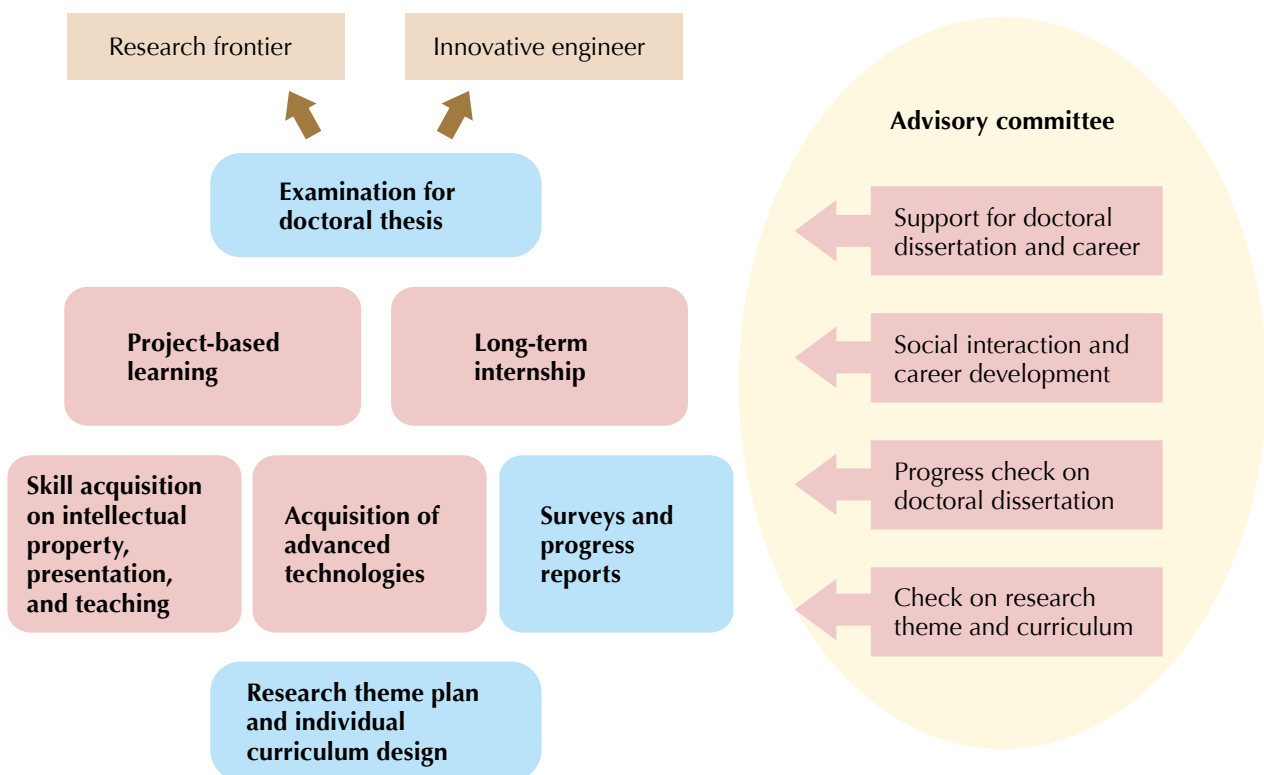 Research frontier
Innovative engineer
Examination for
doctoral thesis
Project-based
learning
Long-term
internship
Skill acquisition
on intellectual
property,
presentation,
and teaching
Acquisition of
advanced
technologies
Surveys and
progress
reports
Research theme plan
and individual
curriculum design
Advisory committee
Support for doctoral
dissertation and career
Social interaction and
career development
Progress check on
doctoral dissertation
Check on research
theme and curriculum